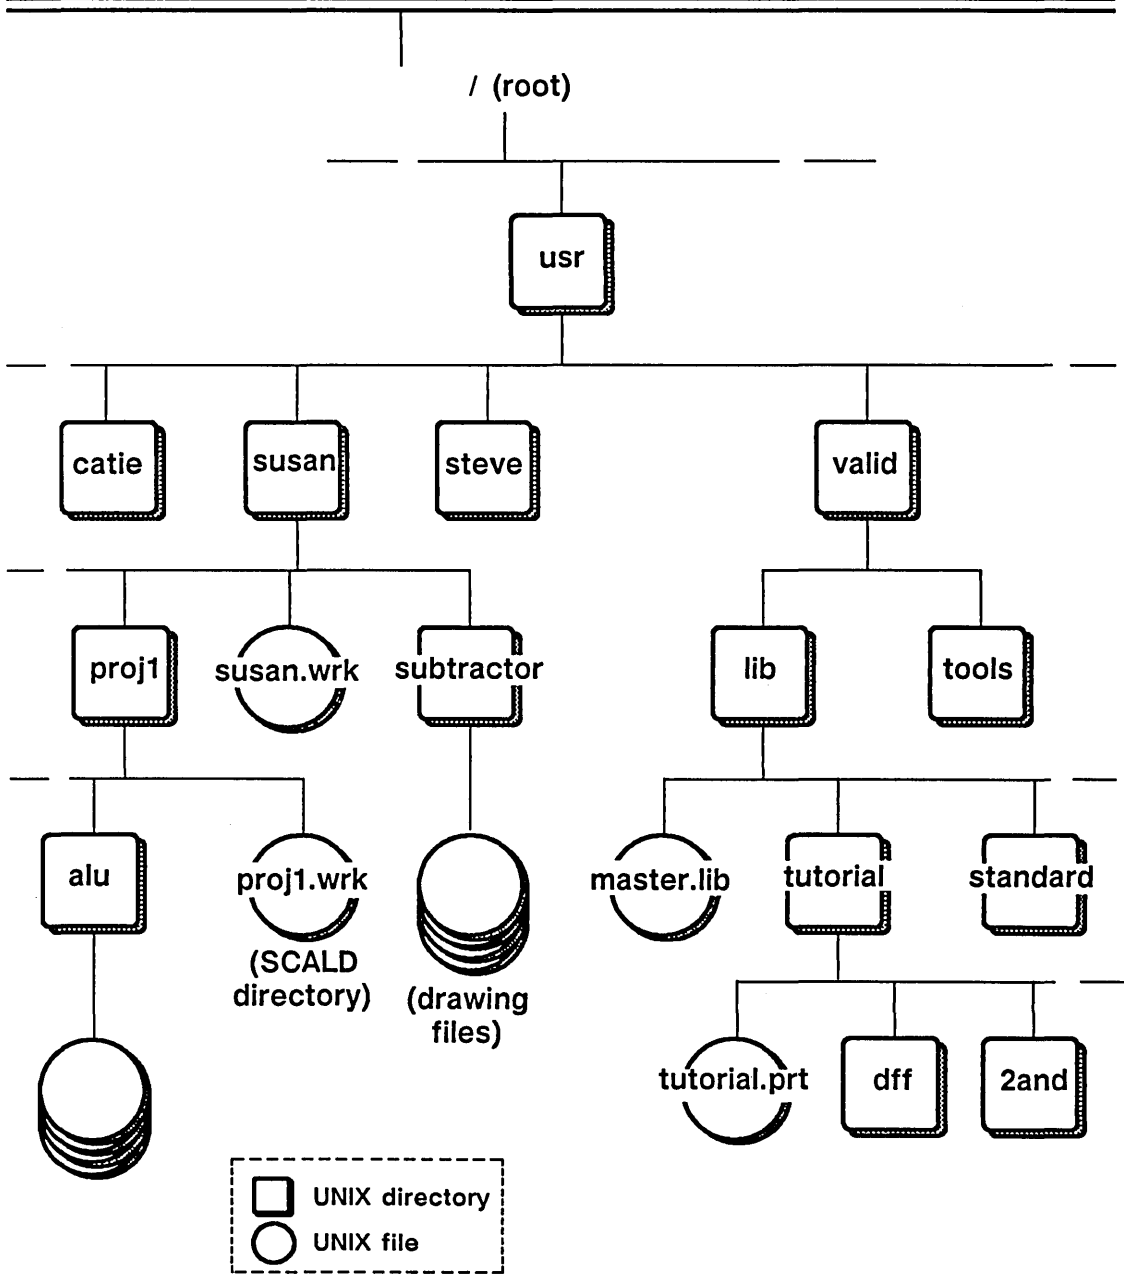 / (root)
usr
catie
susan
steve
valid
proj1
susan.wrk
subtractor
lib
tools
alu
proj1.wrk
(SCALD
directory)
(drawing
files)
master.lib
tutorial
standard
tutorial.prt
dff
2and
UNIX directory
UNIX file